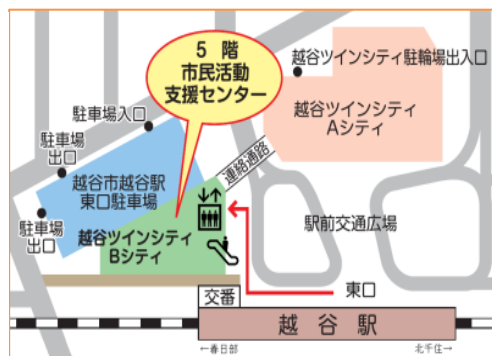 5 階
市民活動
支援センター
越谷ツインシティ駐輪場出入口
越谷ツインシティ
Aシティ
駐車場入口
駐車場
出口
連絡通路
越谷市越谷駅
東口駐車場
駅前交通広場
駐車場
出口
越谷ツインシティ
Bシティ
東口
交番
越谷駅
←春日部
北千住→